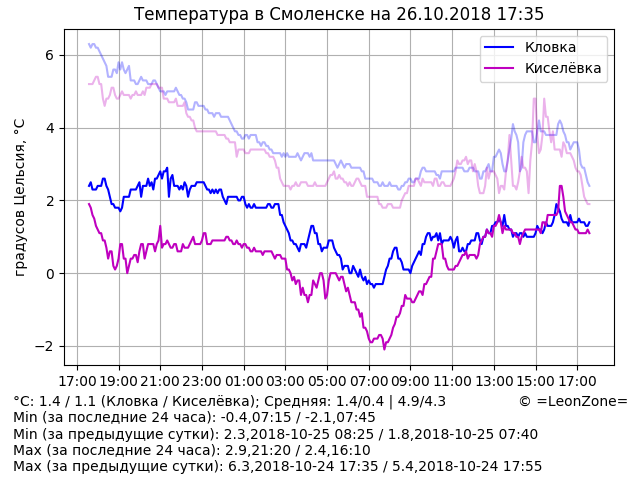 Температура в Смоленске на 26.10.2018 17:35
Кловка
Киселёвка
градусов Цельсия, °C
6
4
2
0
−2
17:00 19:00 21:00 23:00 01:00 03:00 05:00 07:00 09:00 11:00 13:00 15:00 17:00
°C: 1.4 / 1.1 (Кловка / Киселёвка); Средняя: 1.4/0.4 | 4.9/4.3 © =LeonZone=
Min (за последние 24 часа): -0.4,07:15 / -2.1,07:45
Min (за предыдущие сутки): 2.3,2018-10-25 08:25 / 1.8,2018-10-25 07:40
Max (за последние 24 часа): 2.9,21:20 / 2.4,16:10
Max (за предыдущие сутки): 6.3,2018-10-24 17:35 / 5.4,2018-10-24 17:55